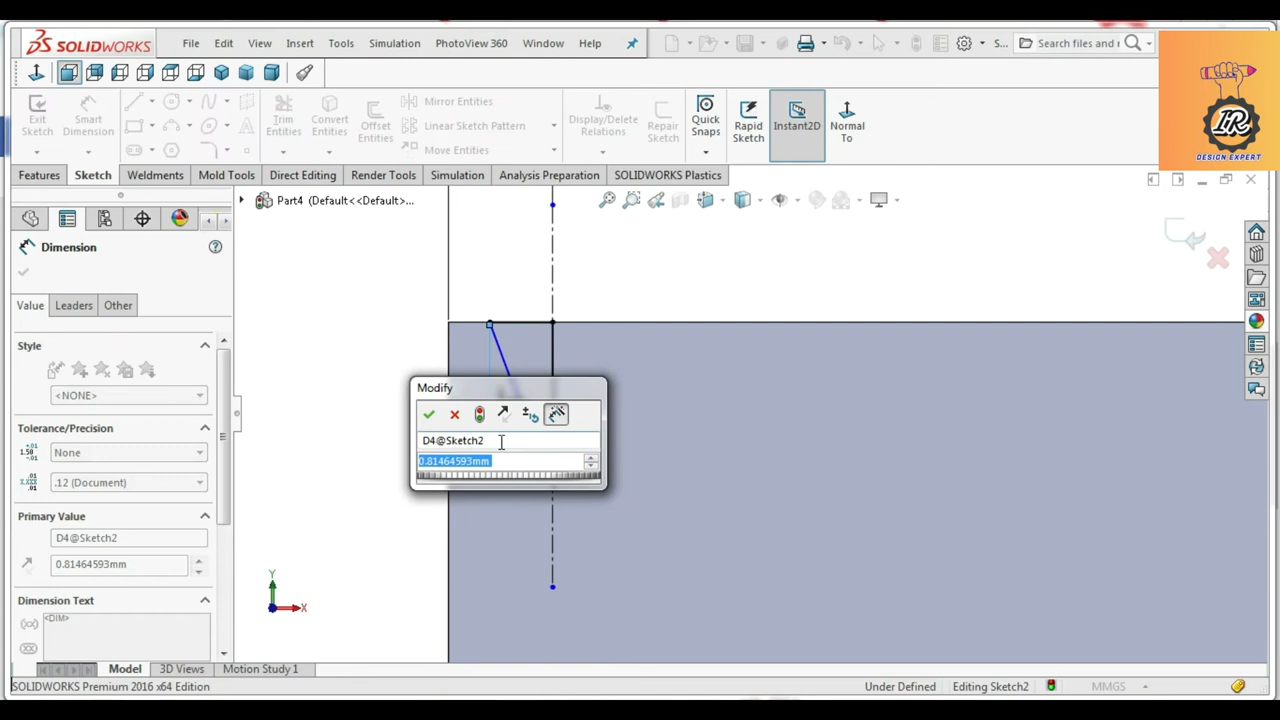 SOLIDWORKS File Edit View Insert Tools Simulation PhotoView 360 Window Help S... Search files and r
IR
DESIGN EXPERT
Exit Sketch
Smart Dimension
Trim Entities
Convert Entities
Offset Entities
Mirror Entities
Linear Sketch Pattern
Move Entities
Display/Delete Relations
Repair Sketch
Quick Snaps
Rapid Sketch
Instant2D
Normal To
Features Sketch Weldments Mold Tools Direct Editing Render Tools Simulation Analysis Preparation SOLIDWORKS Plastics
Part4 (Default<<Default>...
Dimension
Value Leaders Other
Style
<NONE>
Tolerance/Precision
None
.12 (Document)
Primary Value
D4@Sketch2
0.81464593mm
Dimension Text
<DIM>
Modify
D4@Sketch2
0.81464593mm
Y
X
Model 3D Views Motion Study 1
SOLIDWORKS Premium 2016 x64 Edition Under Defined Editing Sketch2 MMGS